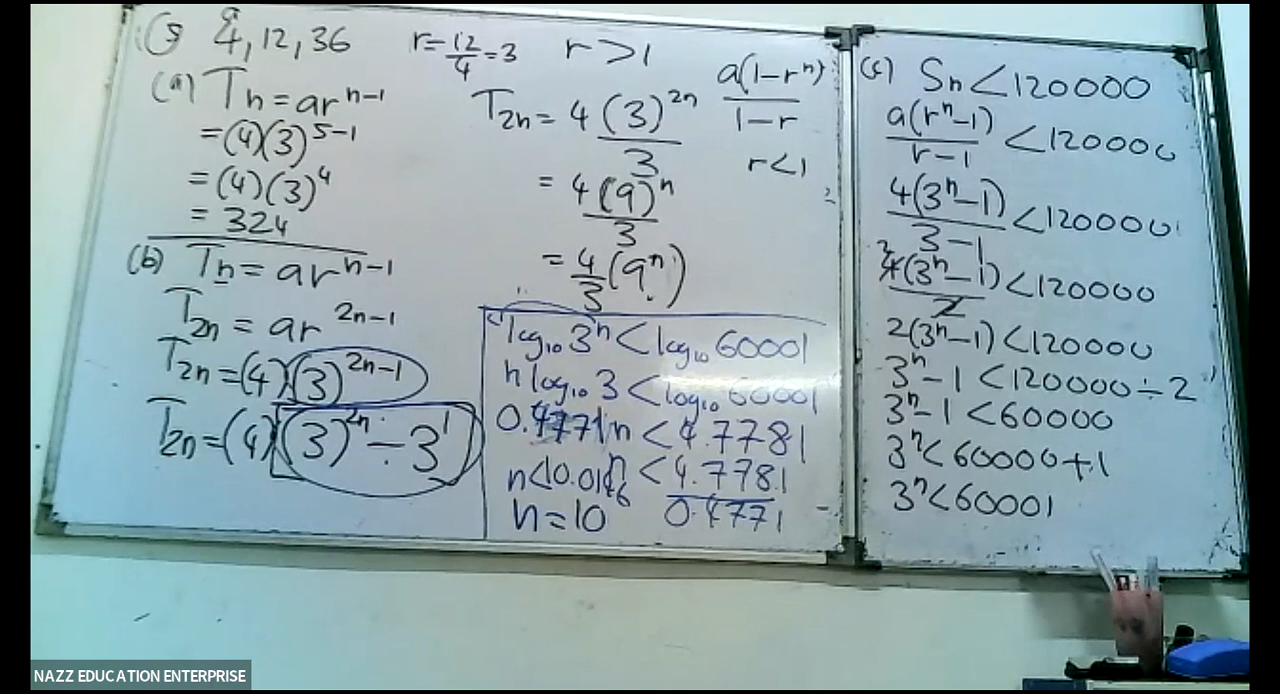 (5) 4, 12, 36
r = 12/4 = 3
r > 1
(a) Tn = ar^(n-1)
= (4)(3)^(5-1)
= (4)(3)^4
= 324
(b) Tn = ar^(n-1)
T2n = ar^(2n-1)
T2n = (4)(3)^(2n-1)
T2n = (4)((3)^(2n) ÷ 3^1)
T2n = 4(3)^(2n)/3
= 4(9)^n/3
= 4/3(9^n)
a(1-r^n)/1-r
r<1
(c) Sn < 120000
a(r^n-1)/r-1 < 120000
4(3^n-1)/3-1 < 120000
4(3^n-1)/2 < 120000
2(3^n-1) < 120000
3^n-1 < 120000 ÷ 2
3^n-1 < 60000
3^n < 60000+1
3^n < 60001
log10 3^n < log10 60001
n log10 3 < log10 60001
0.4771n < 4.7781
n < 4.7781/0.4771
n < 10.01
n = 10
NAZZ EDUCATION ENTERPRISE